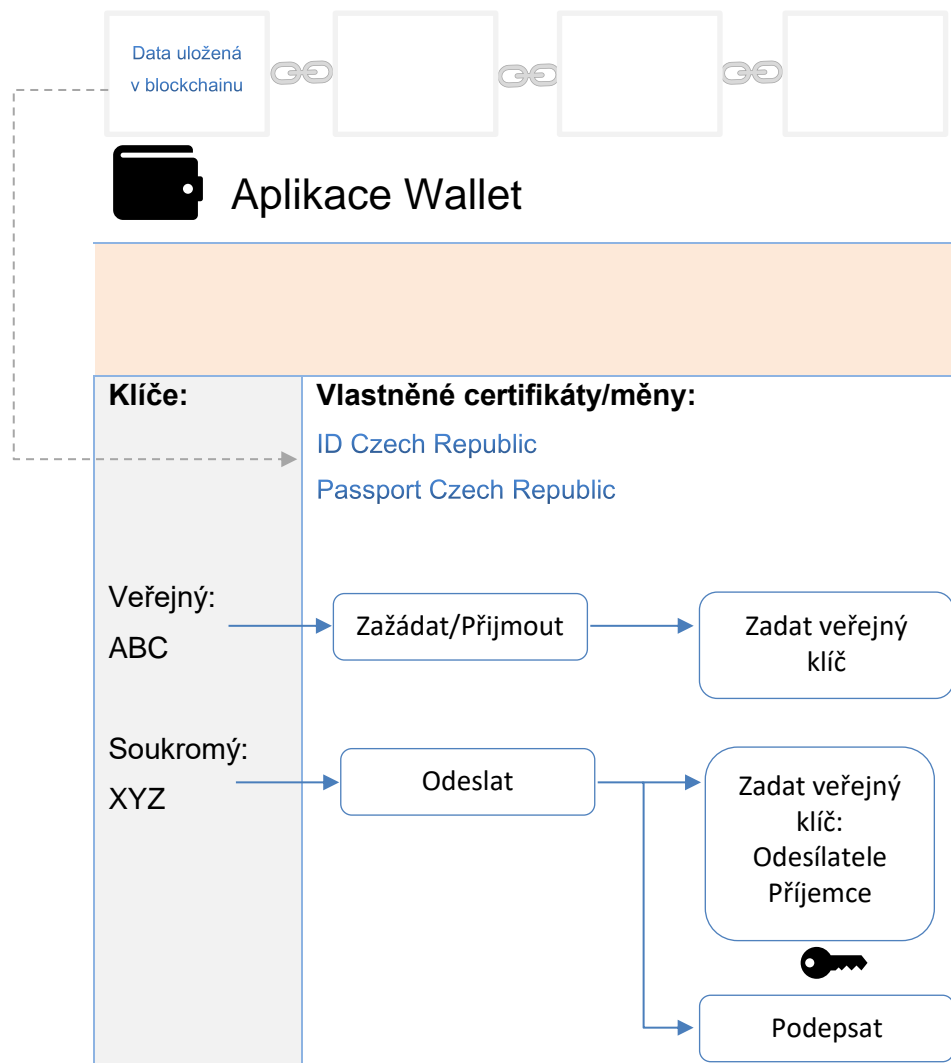 Data uložená
v blockchainu
Aplikace Wallet
Klíče:
Vlastněné certifikáty/měny:
ID Czech Republic
Passport Czech Republic
Veřejný:
ABC
Zažádat/Přijmout
Zadat veřejný
klíč
Soukromý:
XYZ
Odeslat
Zadat veřejný
klíč:
Odesílatele
Příjemce
Podepsat